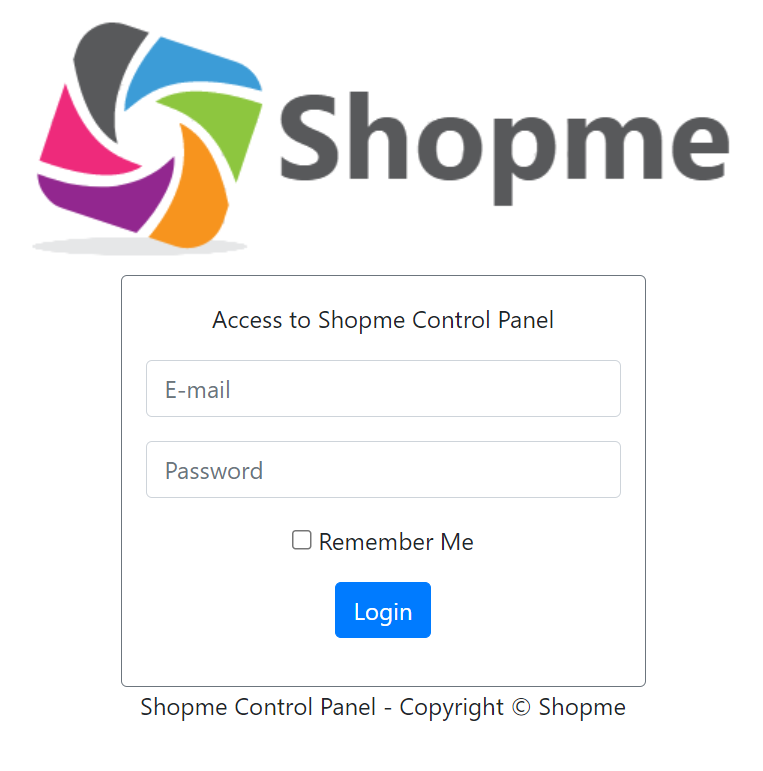 Shopme
Access to Shopme Control Panel
E-mail
Password
Remember Me
Login
Shopme Control Panel - Copyright © Shopme